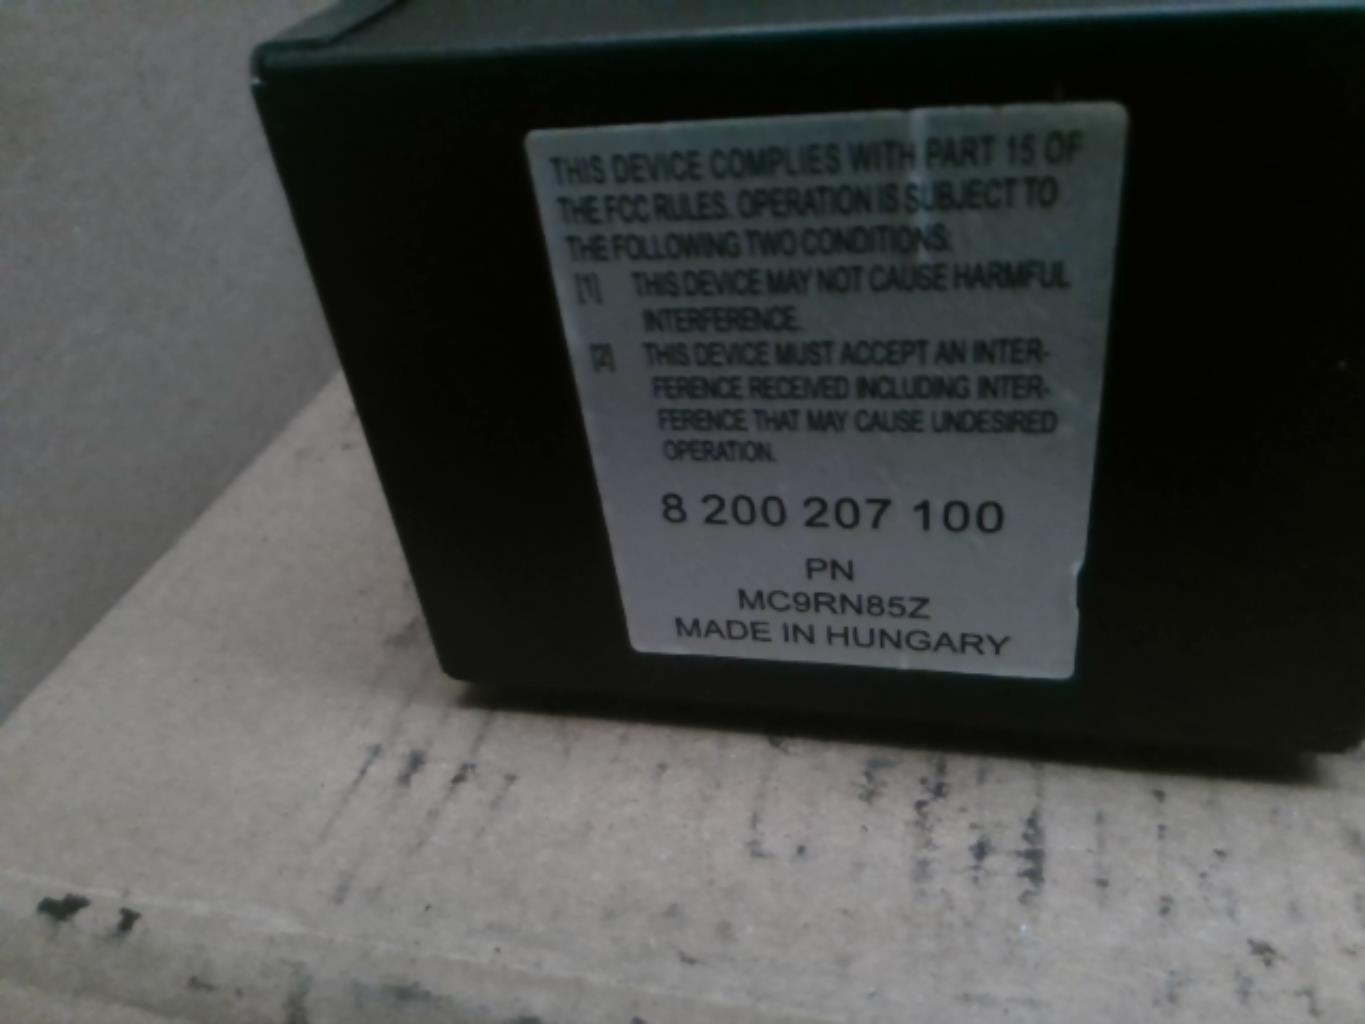 THIS DEVICE COMPLIES WITH PART 15 OF
THE FCC RULES. OPERATION IS SUBJECT TO
THE FOLLOWING TWO CONDITIONS.
[1] THIS DEVICE MAY NOT CAUSE HARMFUL
INTERFERENCE.
[2] THIS DEVICE MUST ACCEPT AN INTER-
FERENCE RECEIVED INCLUDING INTER-
FERENCE THAT MAY CAUSE UNDESIRED
OPERATION.
8 200 207 100
PN
MC9RN85Z
MADE IN HUNGARY